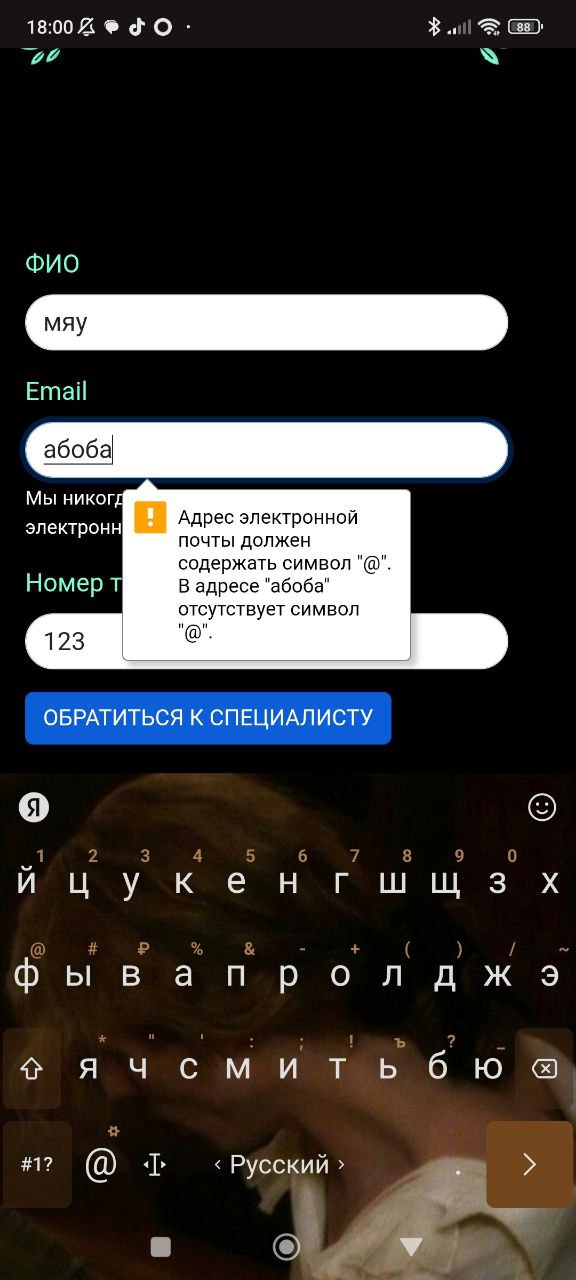 18:00 88
ФИО
мяу
Email
абоба
Мы никогд
электронн
Адрес электронной
почты должен
содержать символ "@".
В адресе "абоба"
отсутствует символ
"@".
Номер т
123
ОБРАТИТЬСЯ К СПЕЦИАЛИСТУ
Я
1 2 3 4 5 6 7 8 9 0
й ц у к е н г ш щ з х
@ # ₽ % & - + ( ) / ~
ф ы в а п р о л д ж э
* " ' : ; ! ъ ? _
я ч с м и т ь б ю
#1? @ ‹ Русский › .